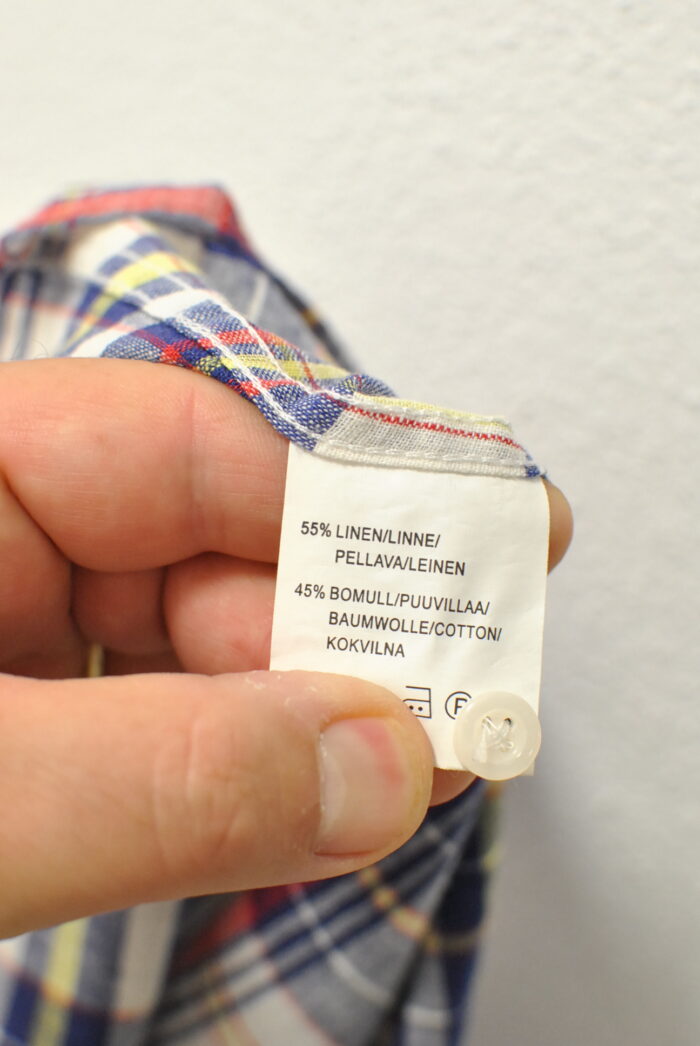 55% LINEN/LINNE/
PELLAVA/LEINEN
45% BOMULL/PUUVILLAA/
BAUMWOLLE/COTTON/
KOKVILNA
P